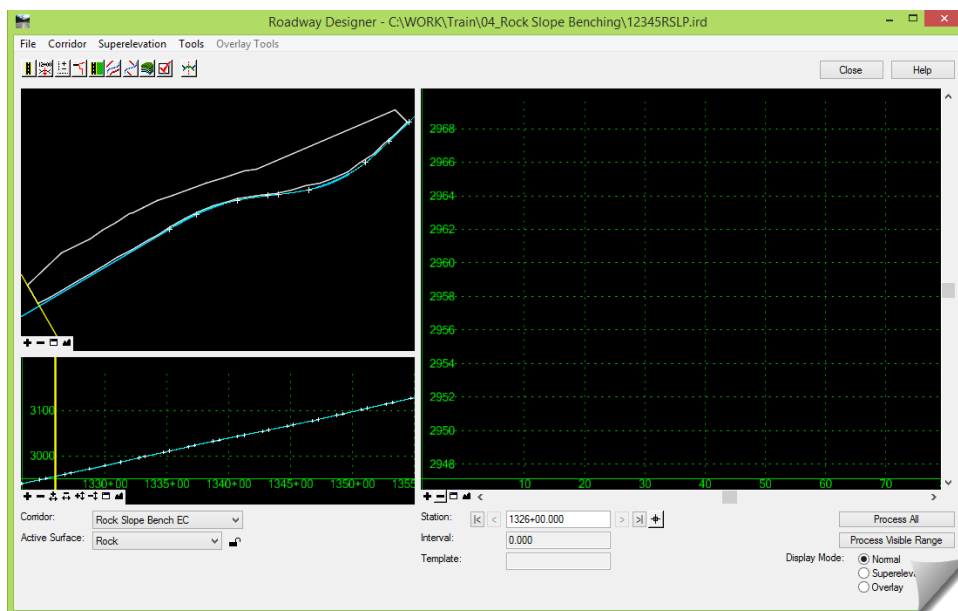 Roadway Designer - C:\WORK\Train\04_Rock Slope Benching\12345RSLP.ird
File Corridor Superelevation Tools Overlay Tools
Close Help
2968
2966
2964
2962
2960
2958
2956
2954
2952
2950
2948
10 20 30 40 50 60 70
3100
3000
1330+00 1335+00 1340+00 1345+00 1350+00 1355
Corridor: Rock Slope Bench EC
Active Surface: Rock
Station: 1326+00.000
Interval: 0.000
Template:
Process All
Process Visible Range
Display Mode: Normal
Supereleva
Overlay